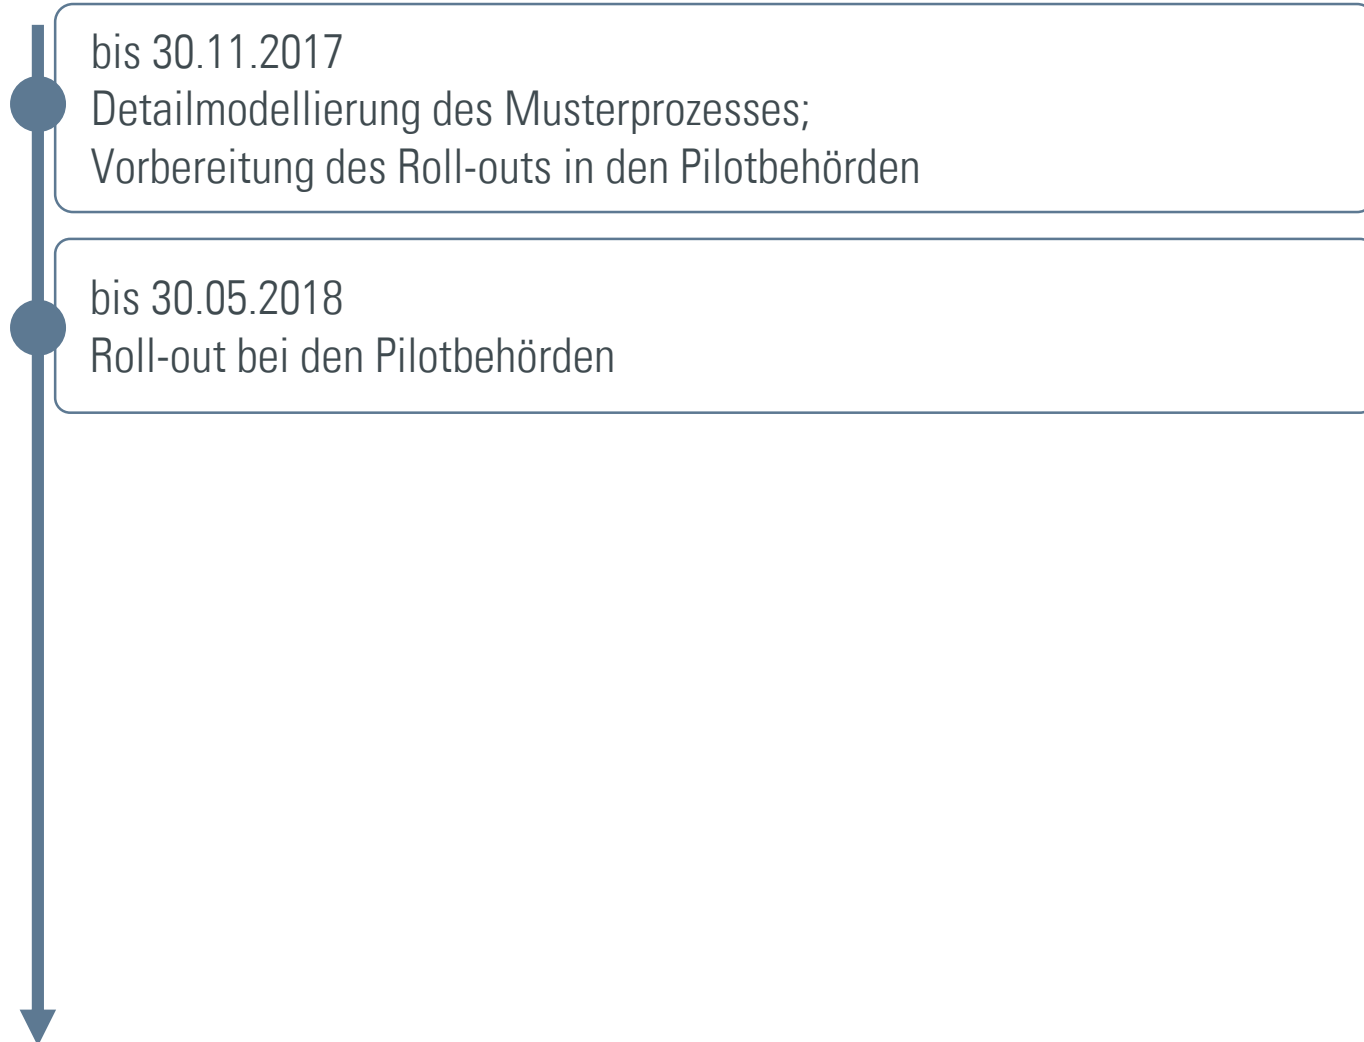 bis 30.11.2017
Detailmodellierung des Musterprozesses;
Vorbereitung des Roll-outs in den Pilotbehörden
bis 30.05.2018
Roll-out bei den Pilotbehörden